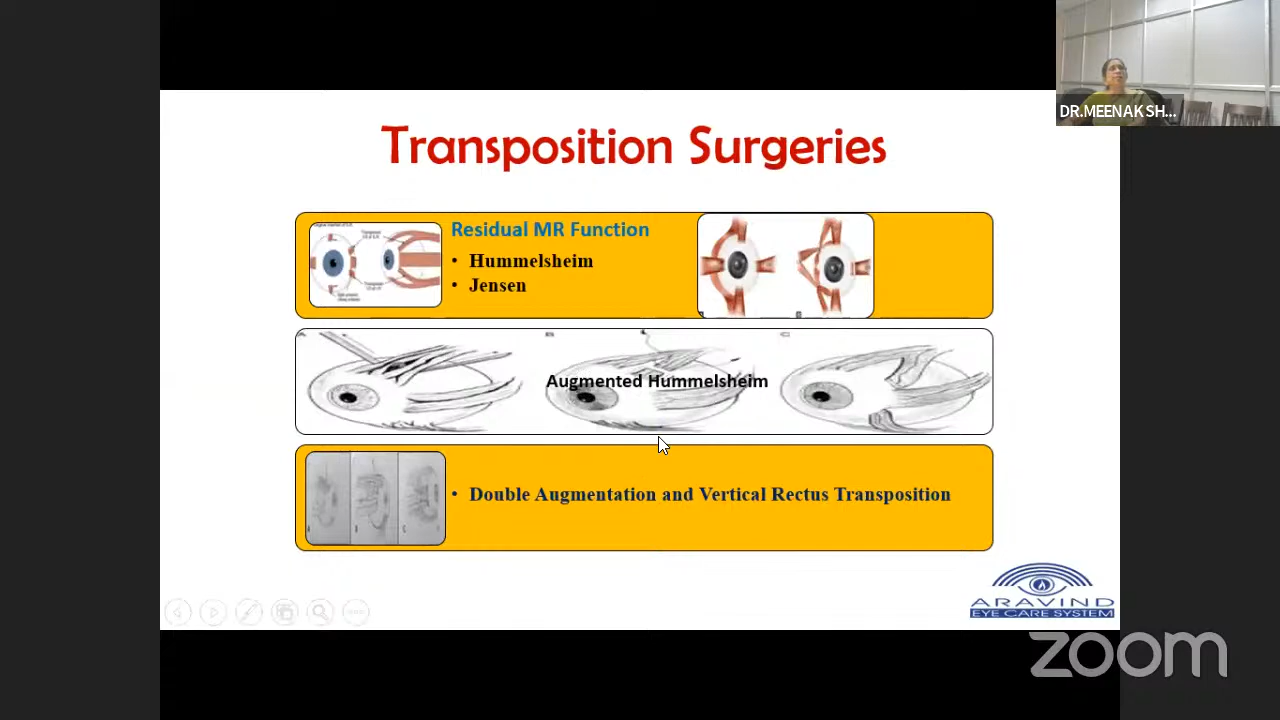 DR.MEENAK SH...
Transposition Surgeries
Residual MR Function
• Hummelsheim
• Jensen
A
B
C
Augmented Hummelsheim
• Double Augmentation and Vertical Rectus Transposition
A
B
C
ARAVIND
EYE CARE SYSTEM
zoom